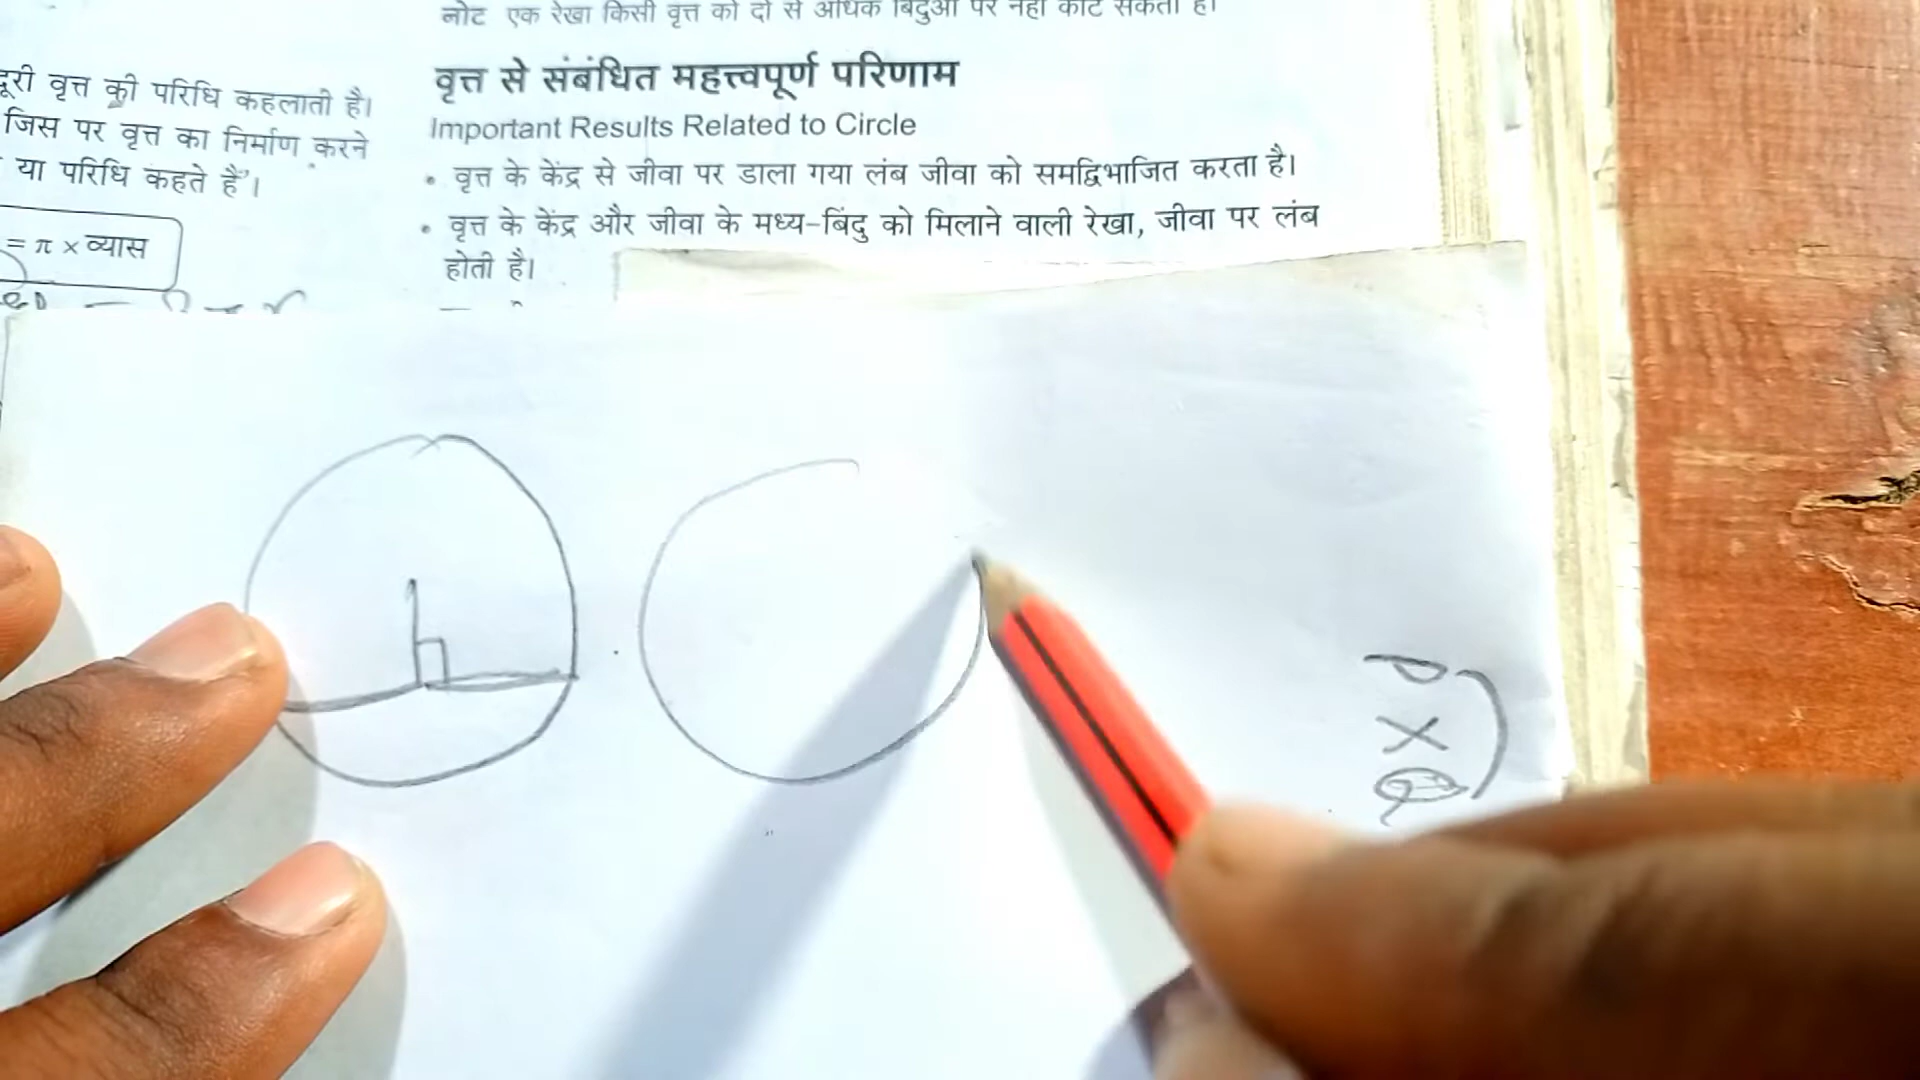 नोट एक रेखा किसी वृत्त को दो से अधिक बिंदुओं पर नहीं काट सकती है।
दूरी वृत्त की परिधि कहलाती है।
जिस पर वृत्त का निर्माण करने
या परिधि कहते हैं।
= π × व्यास
वृत्त से संबंधित महत्त्वपूर्ण परिणाम
Important Results Related to Circle
• वृत्त के केंद्र से जीवा पर डाला गया लंब जीवा को समद्विभाजित करता है।
• वृत्त के केंद्र और जीवा के मध्य-बिंदु को मिलाने वाली रेखा, जीवा पर लंब
होती है।